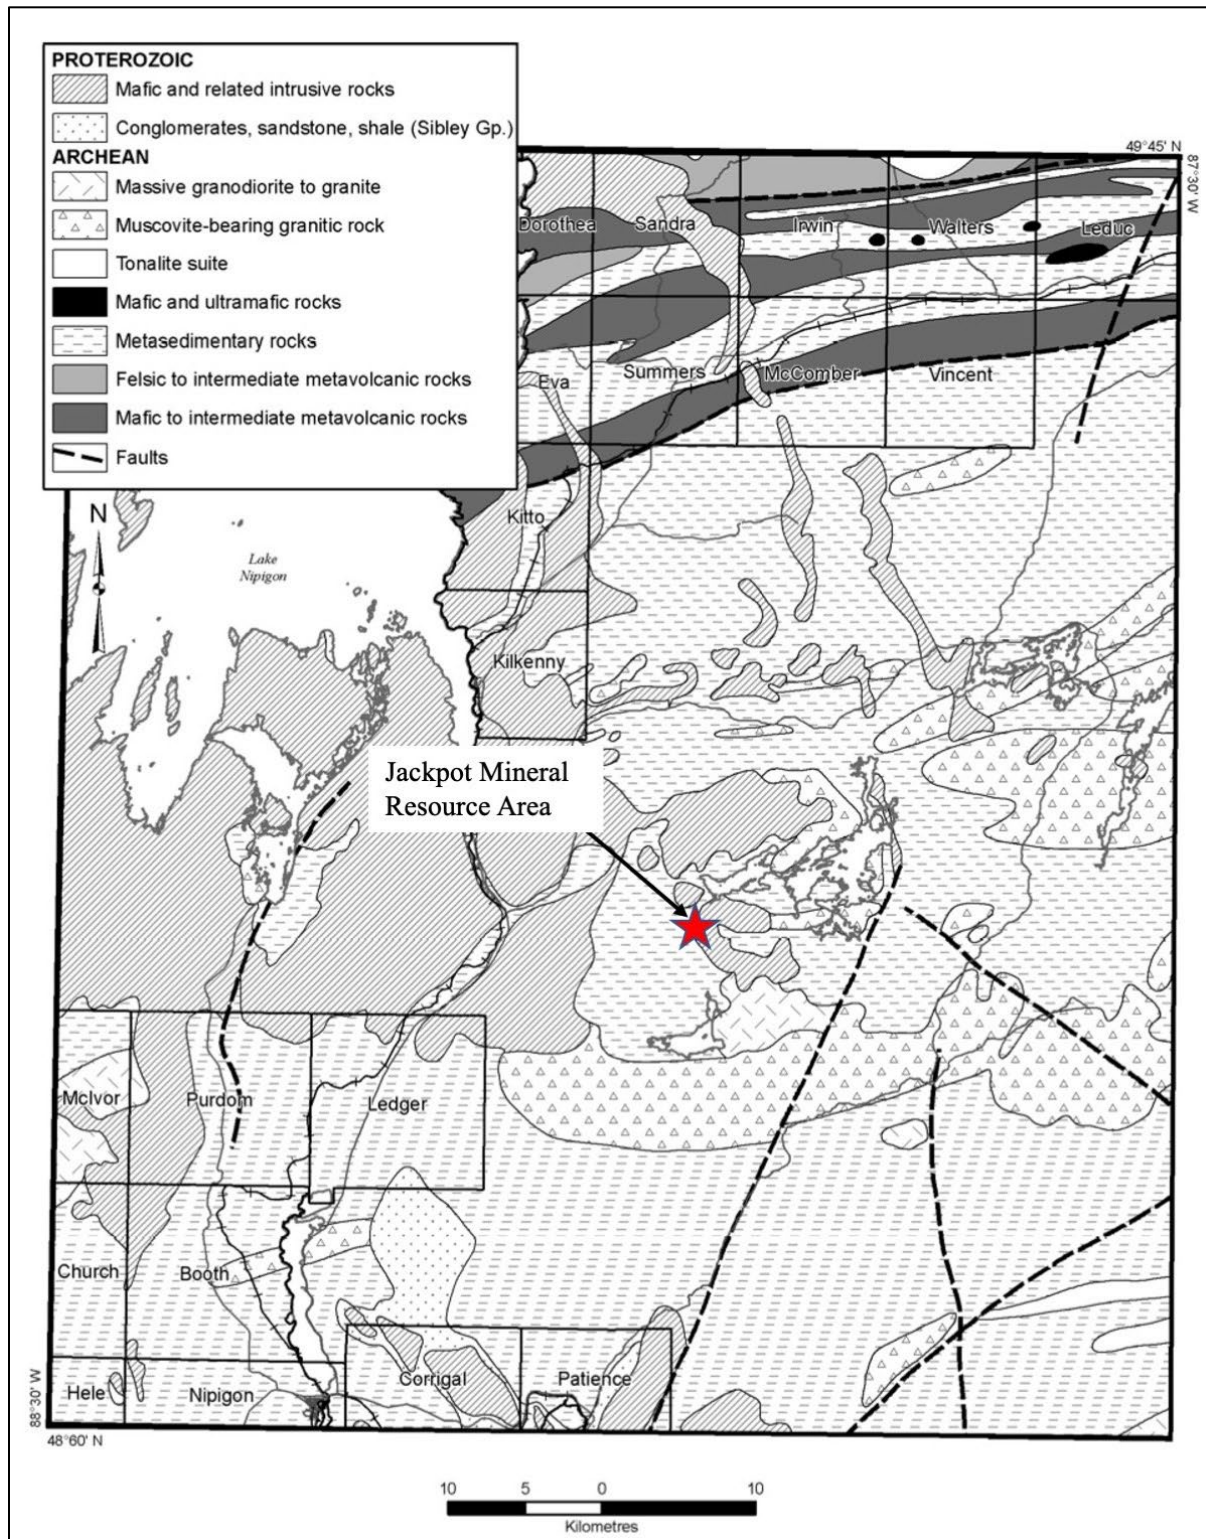 PROTEROZOIC
Mafic and related intrusive rocks
Conglomerates, sandstone, shale (Sibley Gp.)
ARCHEAN
Massive granodiorite to granite
Muscovite-bearing granitic rock
Tonalite suite
Mafic and ultramafic rocks
Metasedimentary rocks
Felsic to intermediate metavolcanic rocks
Mafic to intermediate metavolcanic rocks
Faults
49°45' N
87°30' W
Dorothea
Sandra
Irwin
Walters
Leduc
Eva
Summers
McComber
Vincent
N
Kitto
Lake
Nipigon
Kilkenny
Jackpot Mineral
Resource Area
McIvor
Purdom
Ledger
Church
Booth
Hele
Nipigon
Corrigal
Patience
88°30' W
48°60' N
10 5 0 10
Kilometres